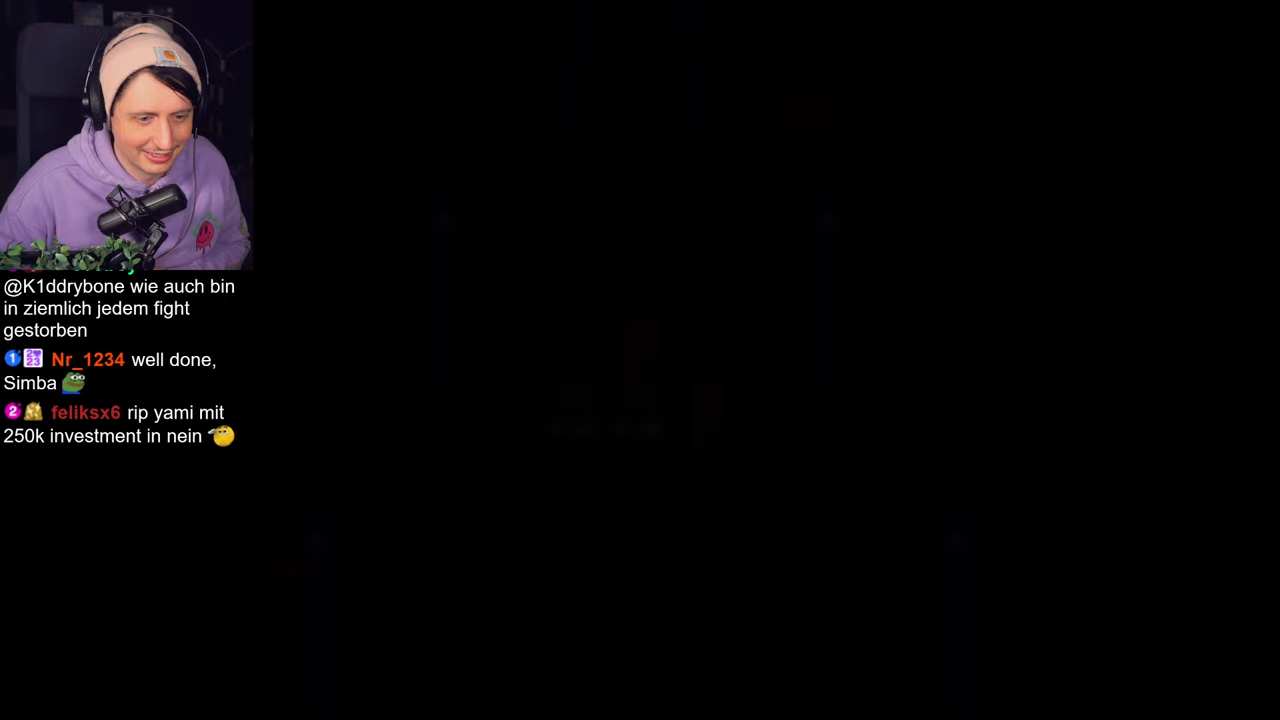 @K1ddrybone wie auch bin
in ziemlich jedem fight
gestorben
Nr_1234 well done,
Simba
feliksx6 rip yami mit
250k investment in nein